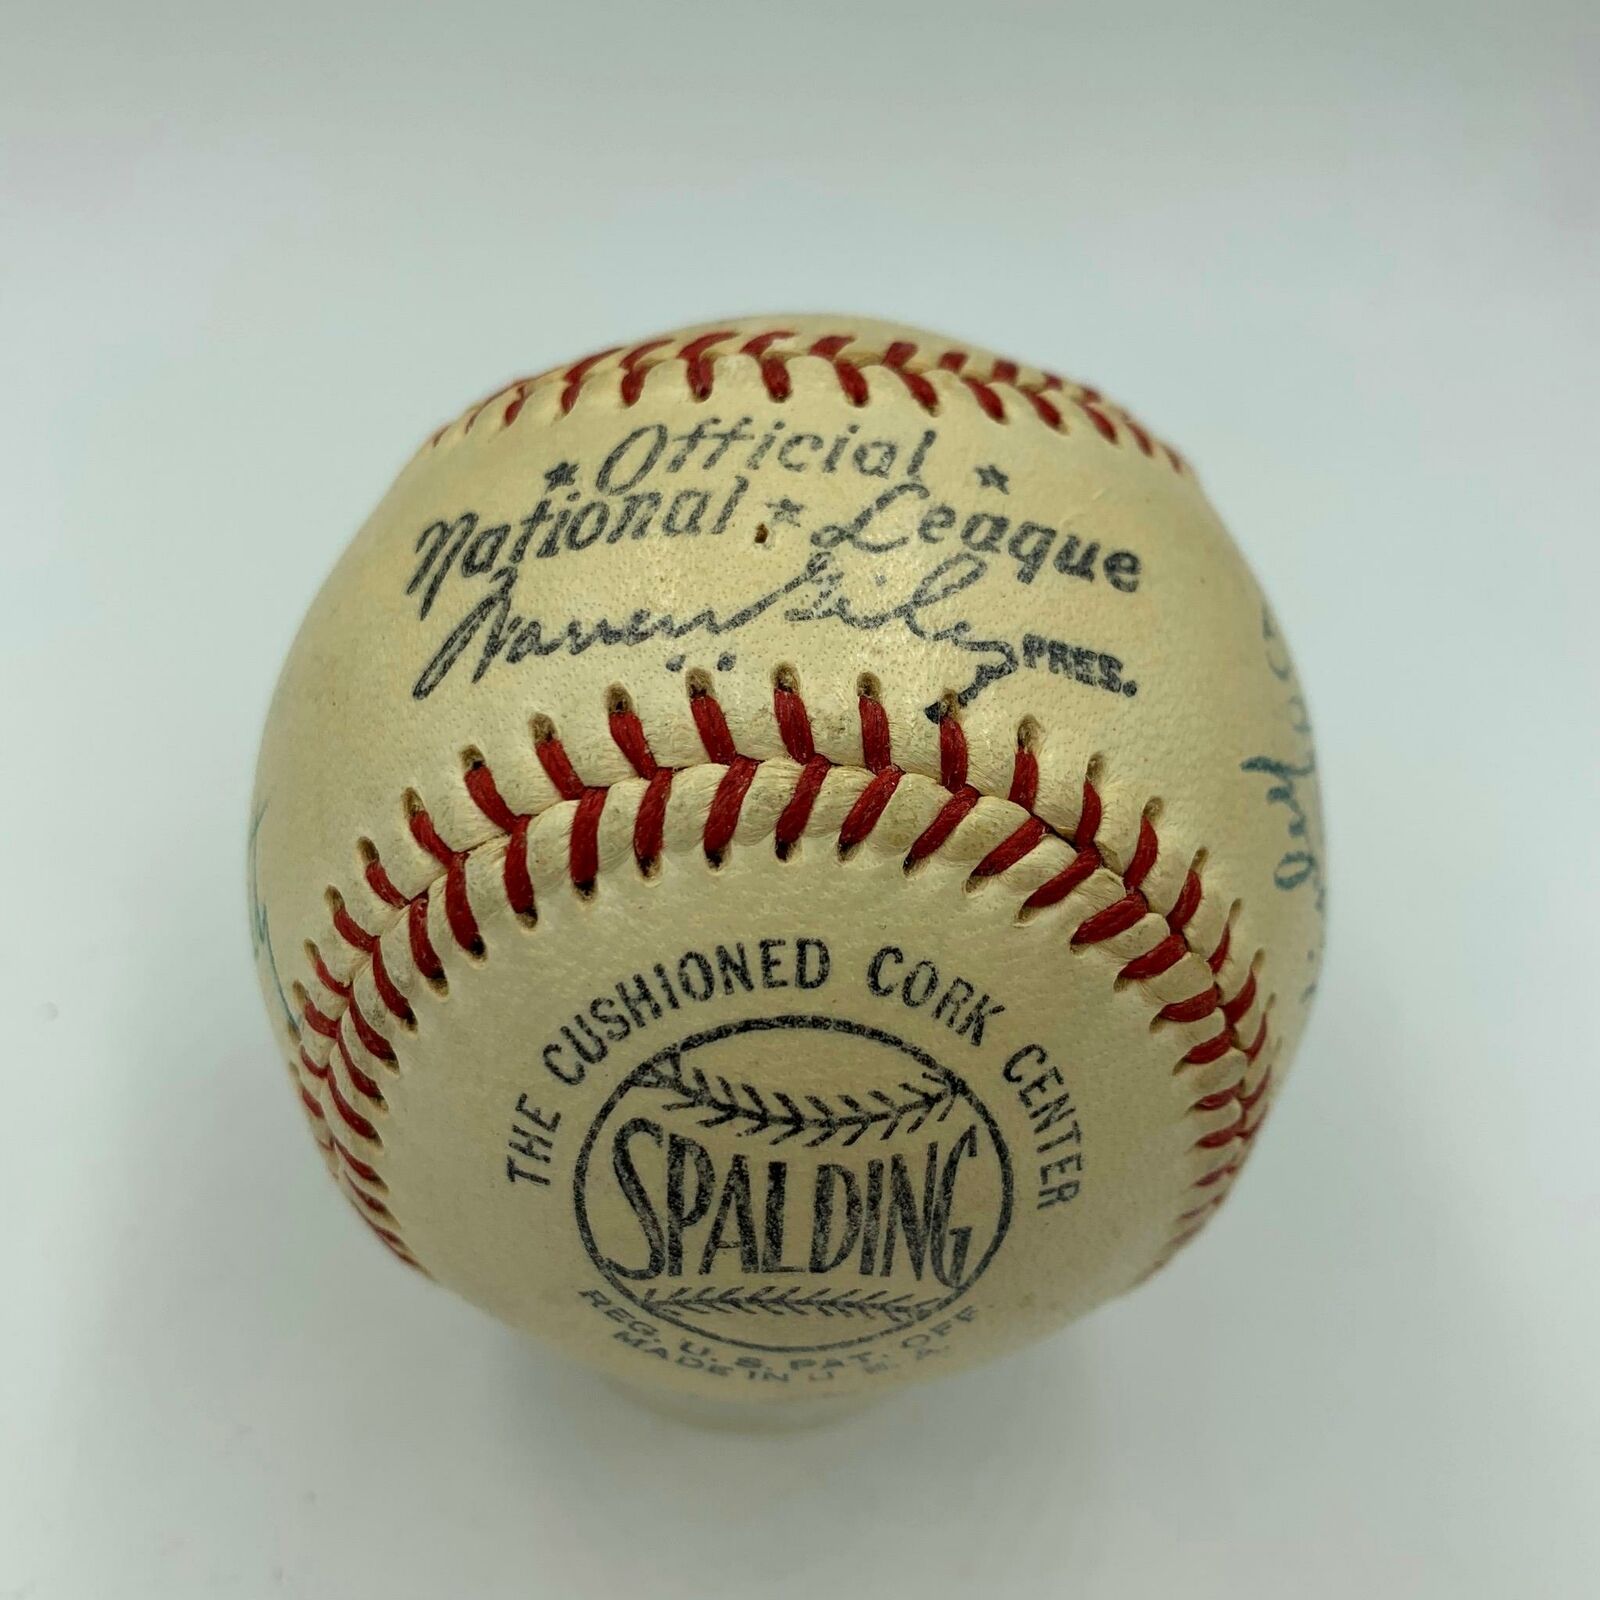 Official
National League
Warren Giles PRES.
THE CUSHIONED CORK CENTER
SPALDING
REG. U. S. PAT. OFF.
MADE IN U. S. A.